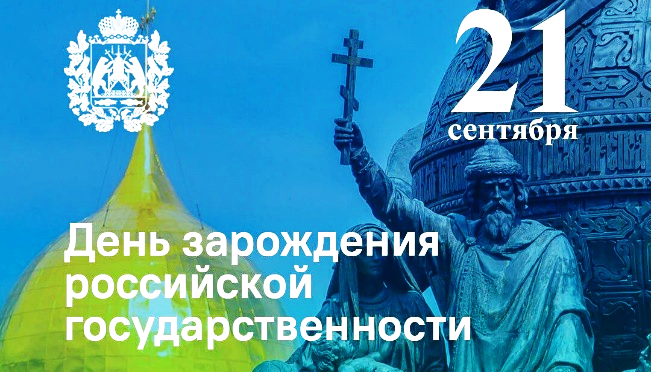 21
сентября
День зарождения
российской
государственности